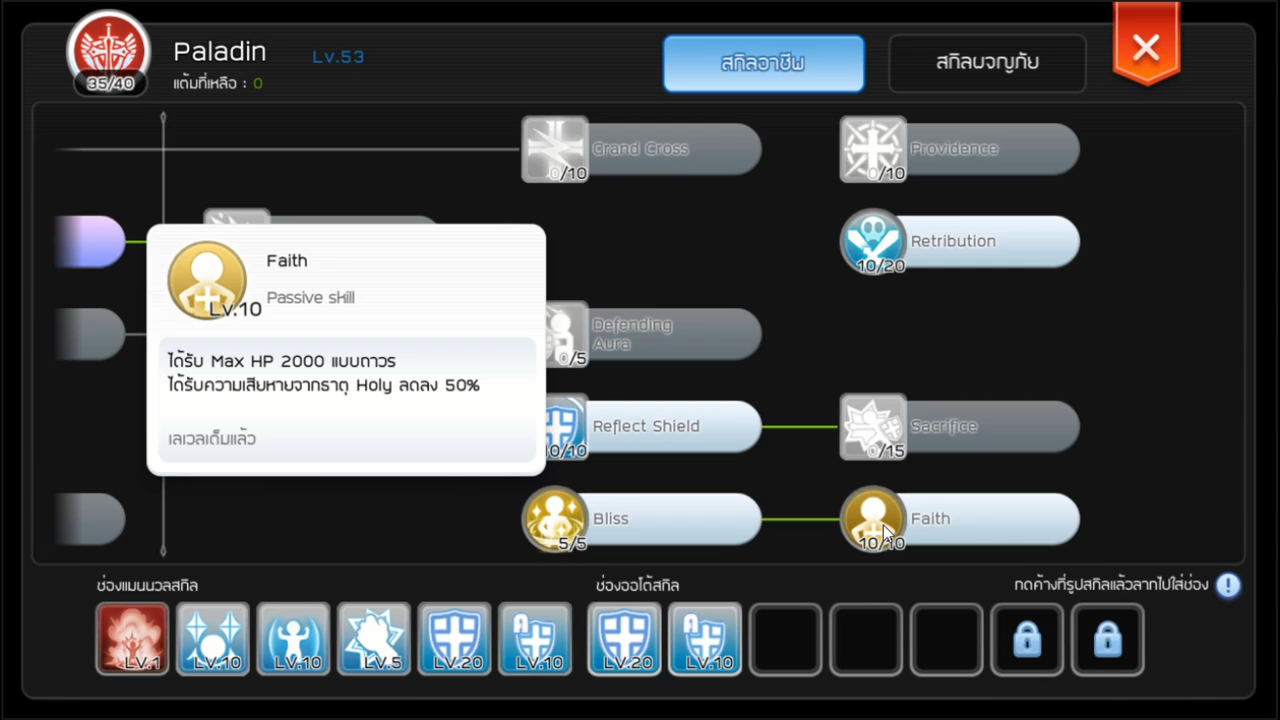 Paladin
Lv.53
35/40
แต้มที่เหลือ : 0
สกิลอาชีพ
สกิลผจญภัย
Grand Cross
0/10
Providence
0/10
Retribution
10/20
Faith
Passive skill
Lv.10
ได้รับ Max HP 2000 แบบถาวร
ได้รับความเสียหายจากธาตุ Holy ลดลง 50%
เลเวลเต็มแล้ว
Defending
Aura
0/5
Reflect Shield
10/10
Sacrifice
0/15
Bliss
5/5
Faith
10/10
ช่องแมนนวลสกิล
ช่องออโต้สกิล
กดค้างที่รูปสกิลแล้วลากไปใส่ช่อง
Lv.1
Lv.10
Lv.10
Lv.5
Lv.20
Lv.10
Lv.20
Lv.10